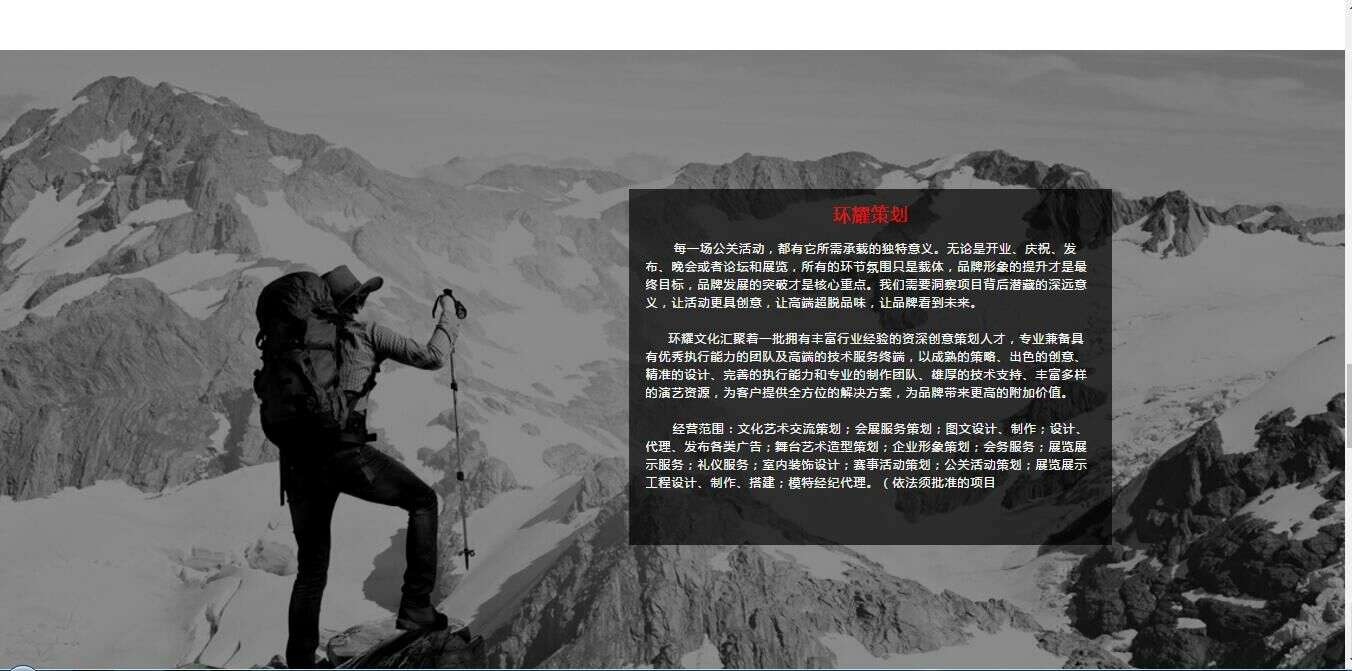 环耀策划
每一场公关活动，都有它所需承载的独特意义。无论是开业、庆祝、发
布、晚会或者论坛和展览，所有的环节氛围只是载体，品牌形象的提升才是最
终目标，品牌发展的突破才是核心重点。我们需要洞察项目背后潜藏的深远意
义，让活动更具创意，让高端超脱品味，让品牌看到未来。
环耀文化汇聚着一批拥有丰富行业经验的资深创意策划人才，专业兼备具
有优秀执行能力的团队及高端的技术服务终端，以成熟的策略、出色的创意、
精准的设计、完善的执行能力和专业的制作团队、雄厚的技术支持、丰富多样
的演艺资源，为客户提供全方位的解决方案，为品牌带来更高的附加价值。
经营范围：文化艺术交流策划；会展服务策划；图文设计、制作；设计、
代理、发布各类广告；舞台艺术造型策划；企业形象策划；会务服务；展览展
示服务；礼仪服务；室内装饰设计；赛事活动策划；公关活动策划；展览展示
工程设计、制作、搭建；模特经纪代理。（依法须批准的项目